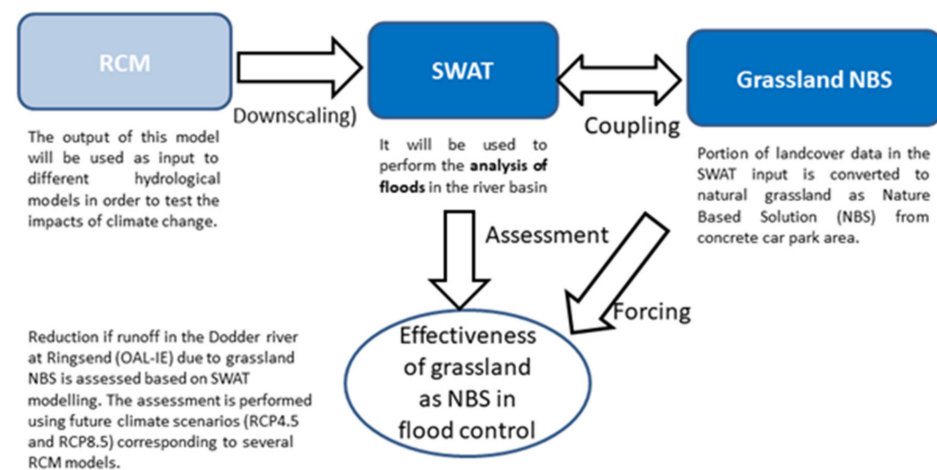 RCM
SWAT
Grassland NBS
Downscaling)
Coupling
The output of this model
will be used as input to
different hydrological
models in order to test the
impacts of climate change.
It will be used to
perform the analysis of
floods in the river basin
Portion of landcover data in the
SWAT input is converted to
natural grassland as Nature
Based Solution (NBS) from
concrete car park area.
Assessment
Forcing
Effectiveness
of grassland
as NBS in
flood control
Reduction if runoff in the Dodder river
at Ringsend (OAL-IE) due to grassland
NBS is assessed based on SWAT
modelling. The assessment is performed
using future climate scenarios (RCP4.5
and RCP8.5) corresponding to several
RCM models.